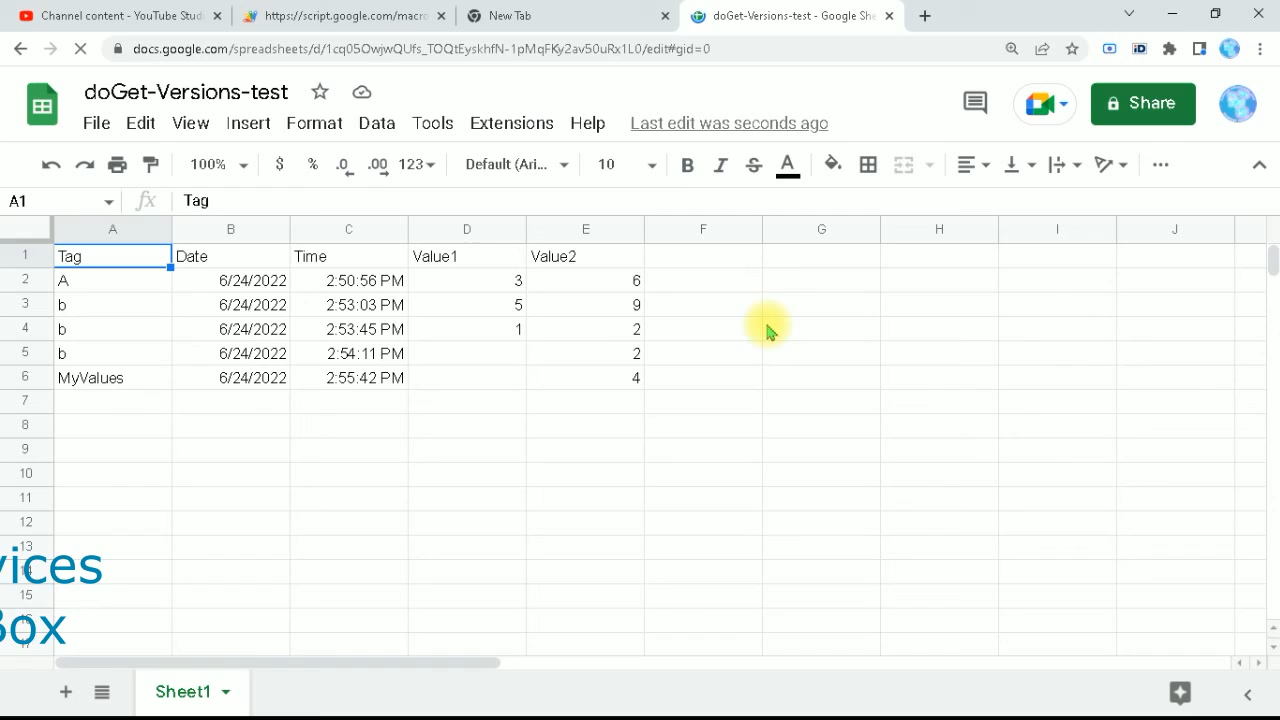 Channel content - YouTube Studi
https://script.google.com/macro
New Tab
doGet-Versions-test - Google She
docs.google.com/spreadsheets/d/1cq05OwjwQUfs_TOQtEyskhfN-1pMqFKy2av50uRx1L0/edit#gid=0
iD
doGet-Versions-test
File Edit View Insert Format Data Tools Extensions Help Last edit was seconds ago
Share
100% $ % .0 .00 123 Default (Ari... 10 B I S A
A1 fx Tag
A B C D E F G H I J
1 Tag Date Time Value1 Value2
2 A 6/24/2022 2:50:56 PM 3 6
3 b 6/24/2022 2:53:03 PM 5 9
4 b 6/24/2022 2:53:45 PM 1 2
5 b 6/24/2022 2:54:11 PM 2
6 MyValues 6/24/2022 2:55:42 PM 4
7
8
9
10
11
12
13
vices
14
15
16
Box
Sheet1